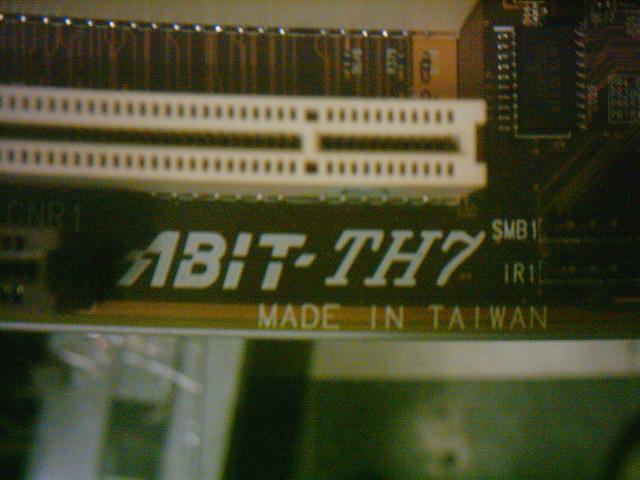 CNR1
ABIT-TH7
SMB1
IR1
MADE IN TAIWAN